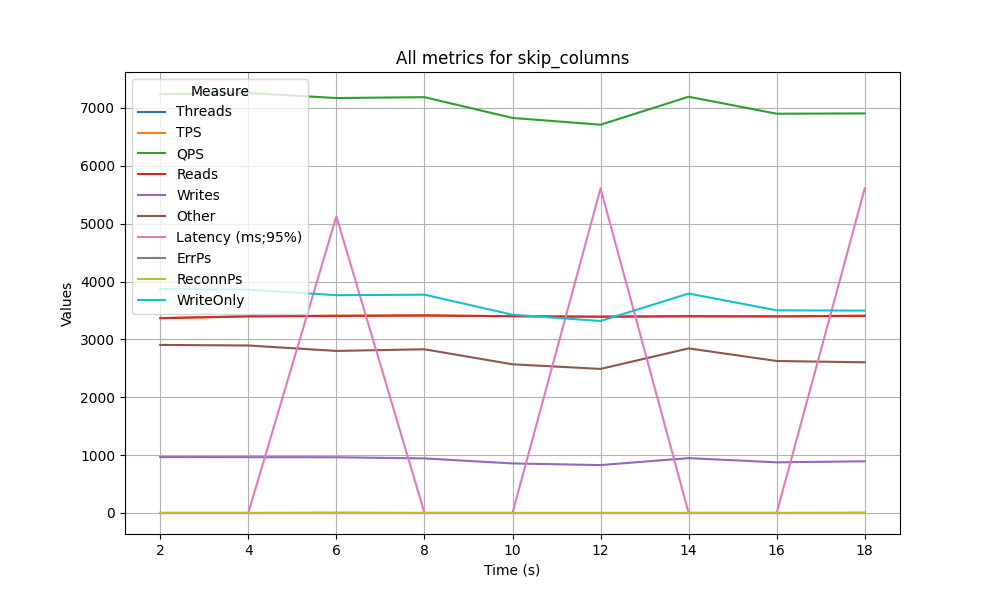 All metrics for skip_columns
Measure
Threads
TPS
QPS
Reads
Writes
Other
Latency (ms;95%)
ErrPs
ReconnPs
WriteOnly
Values
7000
6000
5000
4000
3000
2000
1000
0
2 4 6 8 10 12 14 16 18
Time (s)